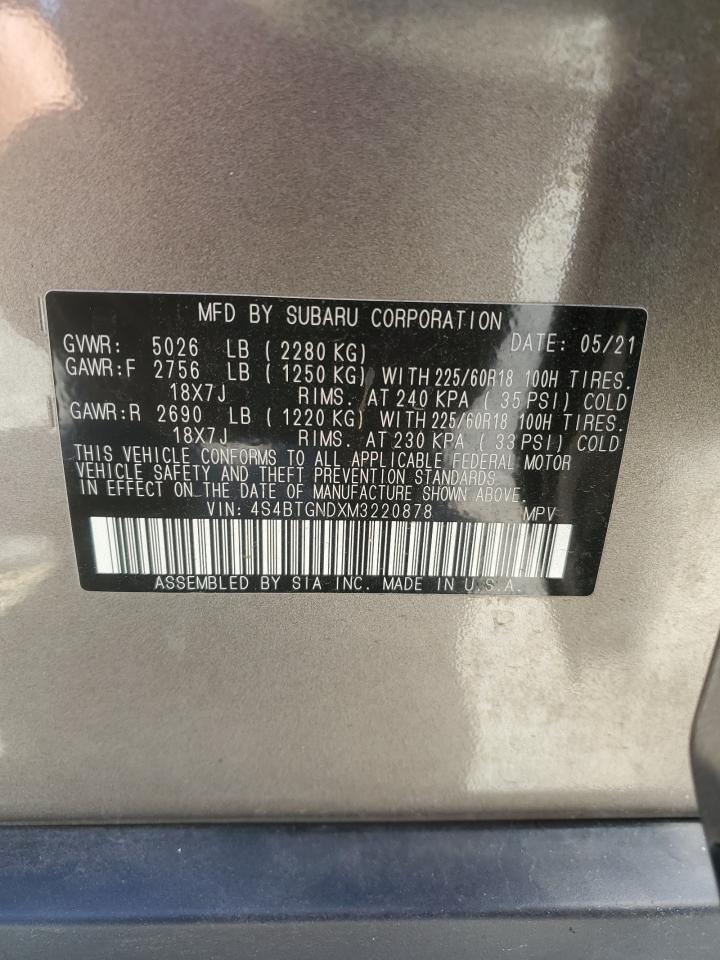 MFD BY SUBARU CORPORATION
GVWR: 5026 LB ( 2280 KG) DATE: 05/21
GAWR:F 2756 LB ( 1250 KG) WITH 225/60R18 100H TIRES.
18X7J RIMS. AT 240 KPA ( 35 PSI) COLD
GAWR:R 2690 LB ( 1220 KG) WITH 225/60R18 100H TIRES.
18X7J RIMS. AT 230 KPA ( 33 PSI) COLD
THIS VEHICLE CONFORMS TO ALL APPLICABLE FEDERAL MOTOR
VEHICLE SAFETY AND THEFT PREVENTION STANDARDS
IN EFFECT ON THE DATE OF MANUFACTURE SHOWN ABOVE.
VIN: 4S4BTGNDXM3220878 MPV
ASSEMBLED BY SIA INC. MADE IN U.S.A.